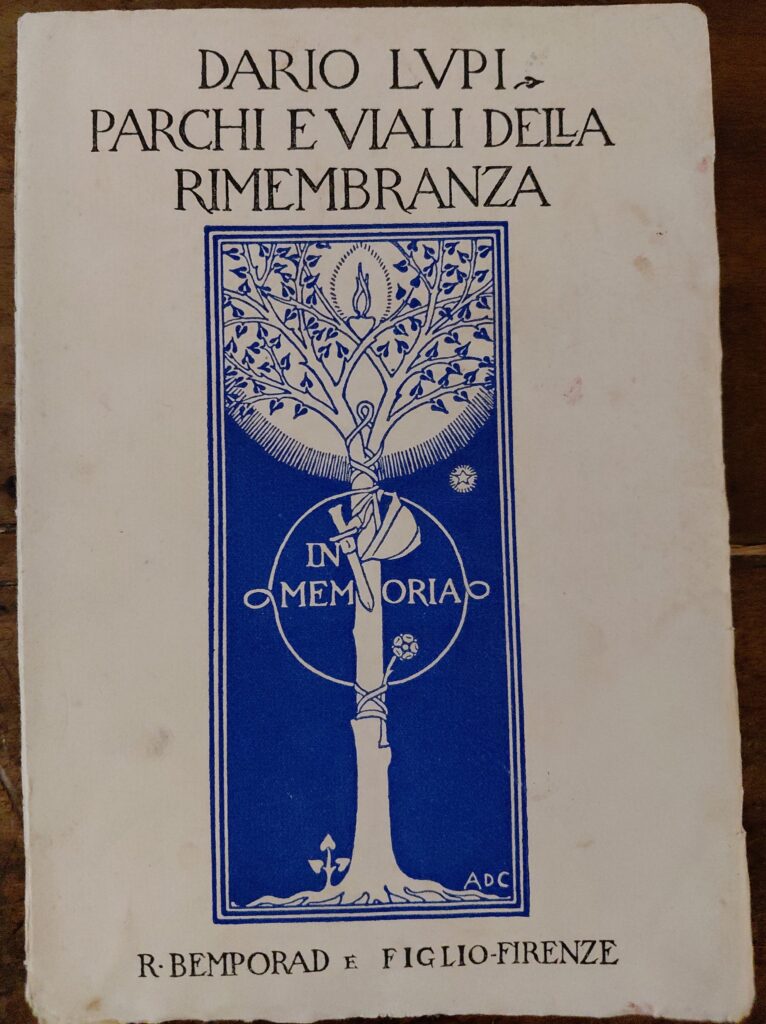 DARIO LVPI
PARCHI E VIALI DELLA
RIMEMBRANZA
IN
MEMORIA
ADC
R· BEMPORAD E FIGLIO-FIRENZE